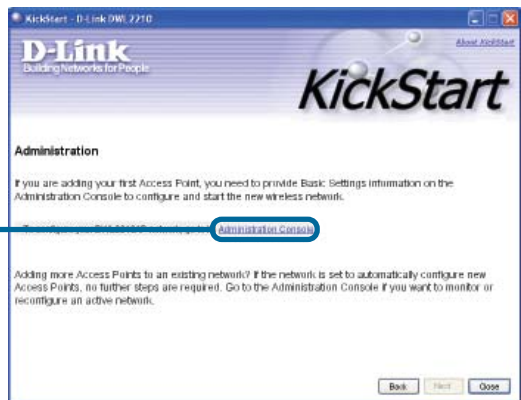 KickStart - D-Link DWL2210
D-Link
Building Networks for People
About KickStart
KickStart
Administration
If you are adding your first Access Point, you need to provide Basic Settings information on the
Administration Console to configure and start the new wireless network.
Administration Console
Adding more Access Points to an existing network? If the network is set to automatically configure new
Access Points, no further steps are required. Go to the Administration Console if you want to monitor or
reconfigure an active network.
Back Next Close